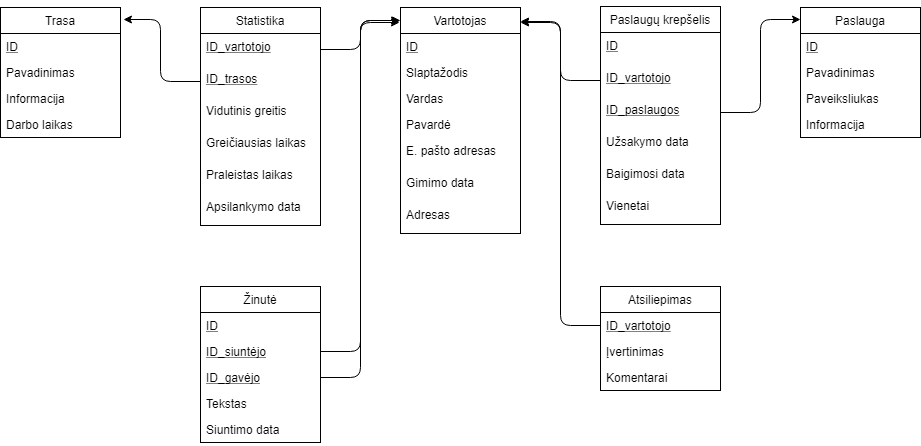 Trasa
ID
Pavadinimas
Informacija
Darbo laikas
Statistika
ID_vartotojo
ID_trasos
Vidutinis greitis
Greičiausias laikas
Praleistas laikas
Apsilankymo data
Vartotojas
ID
Slaptažodis
Vardas
Pavardė
E. pašto adresas
Gimimo data
Adresas
Paslaugų krepšelis
ID
ID_vartotojo
ID_paslaugos
Užsakymo data
Baigimosi data
Vienetai
Paslauga
ID
Pavadinimas
Paveiksliukas
Informacija
Žinutė
ID
ID_siuntėjo
ID_gavėjo
Tekstas
Siuntimo data
Atsiliepimas
ID_vartotojo
Įvertinimas
Komentarai